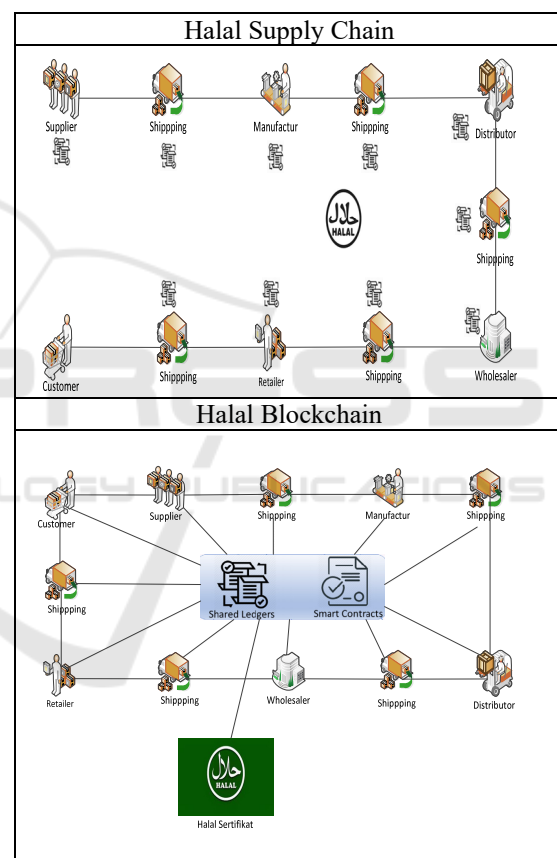 Halal Supply Chain
Supplier
Shippping
Manufactur
Shippping
Distributor
حلال
HALAL
Shippping
Customer
Shippping
Retailer
Shippping
Wholesaler
Halal Blockchain
Customer
Supplier
Shippping
Manufactur
Shippping
Shared Ledgers
Smart Contracts
Shippping
Retailer
Shippping
Wholesaler
Shippping
Distributor
حلال
HALAL
Halal Sertifikat